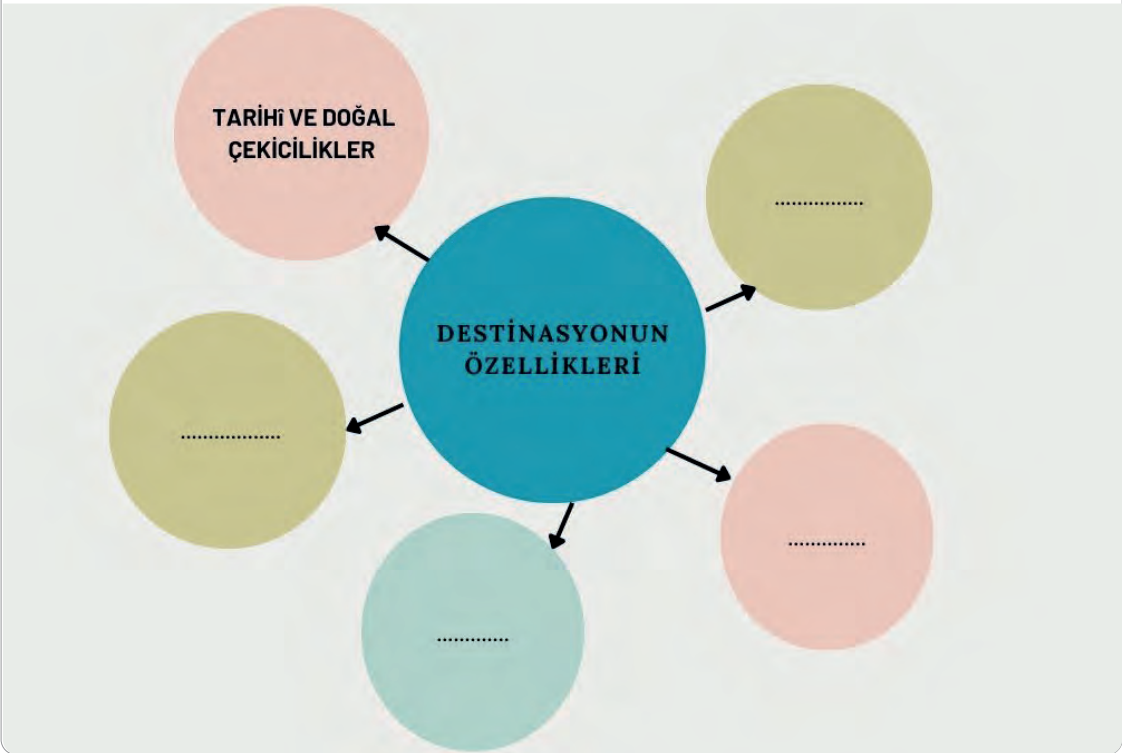 TARİHî VE DOĞAL
ÇEKİCİLİKLER
................
DESTİNASYONUN
ÖZELLİKLERİ
..................
..............
.............